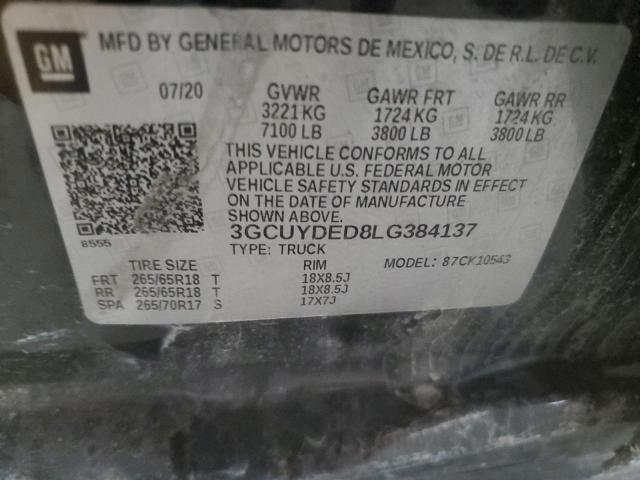 GM
MFD BY GENERAL MOTORS DE MEXICO, S. DE R.L. DE C.V.
07/20 GVWR GAWR FRT GAWR RR
3221 KG 1724 KG 1724 KG
7100 LB 3800 LB 3800 LB
THIS VEHICLE CONFORMS TO ALL
APPLICABLE U.S. FEDERAL MOTOR
VEHICLE SAFETY STANDARDS IN EFFECT
ON THE DATE OF MANUFACTURE
SHOWN ABOVE.
8555
3GCUYDED8LG384137
TYPE: TRUCK MODEL: 87CK10543
TIRE SIZE RIM
FRT 265/65R18 T 18X8.5J
RR 265/65R18 T 18X8.5J
SPA 265/70R17 S 17X7J